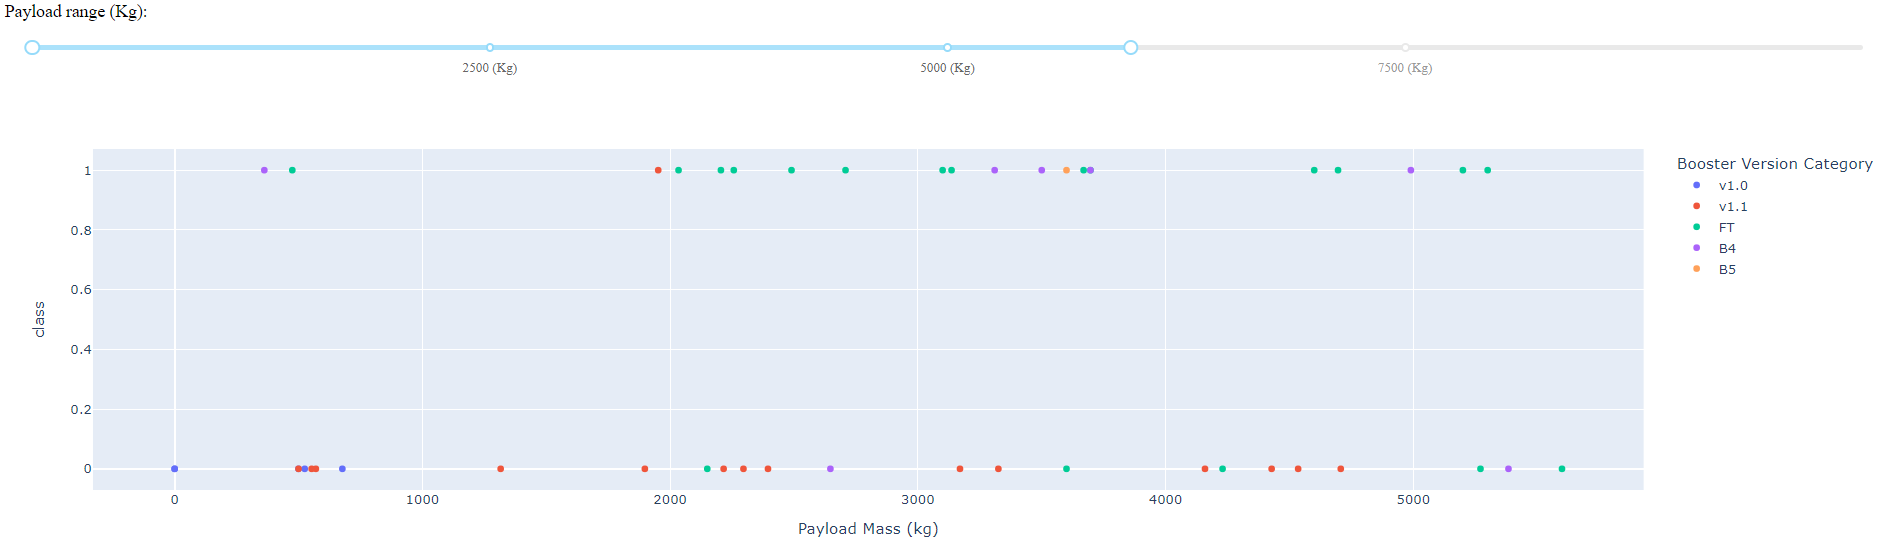 Payload range (Kg):
2500 (Kg) 5000 (Kg) 7500 (Kg)
Booster Version Category
v1.0
v1.1
FT
B4
B5
1
0.8
0.6
0.4
0.2
0
class
0 1000 2000 3000 4000 5000
Payload Mass (kg)